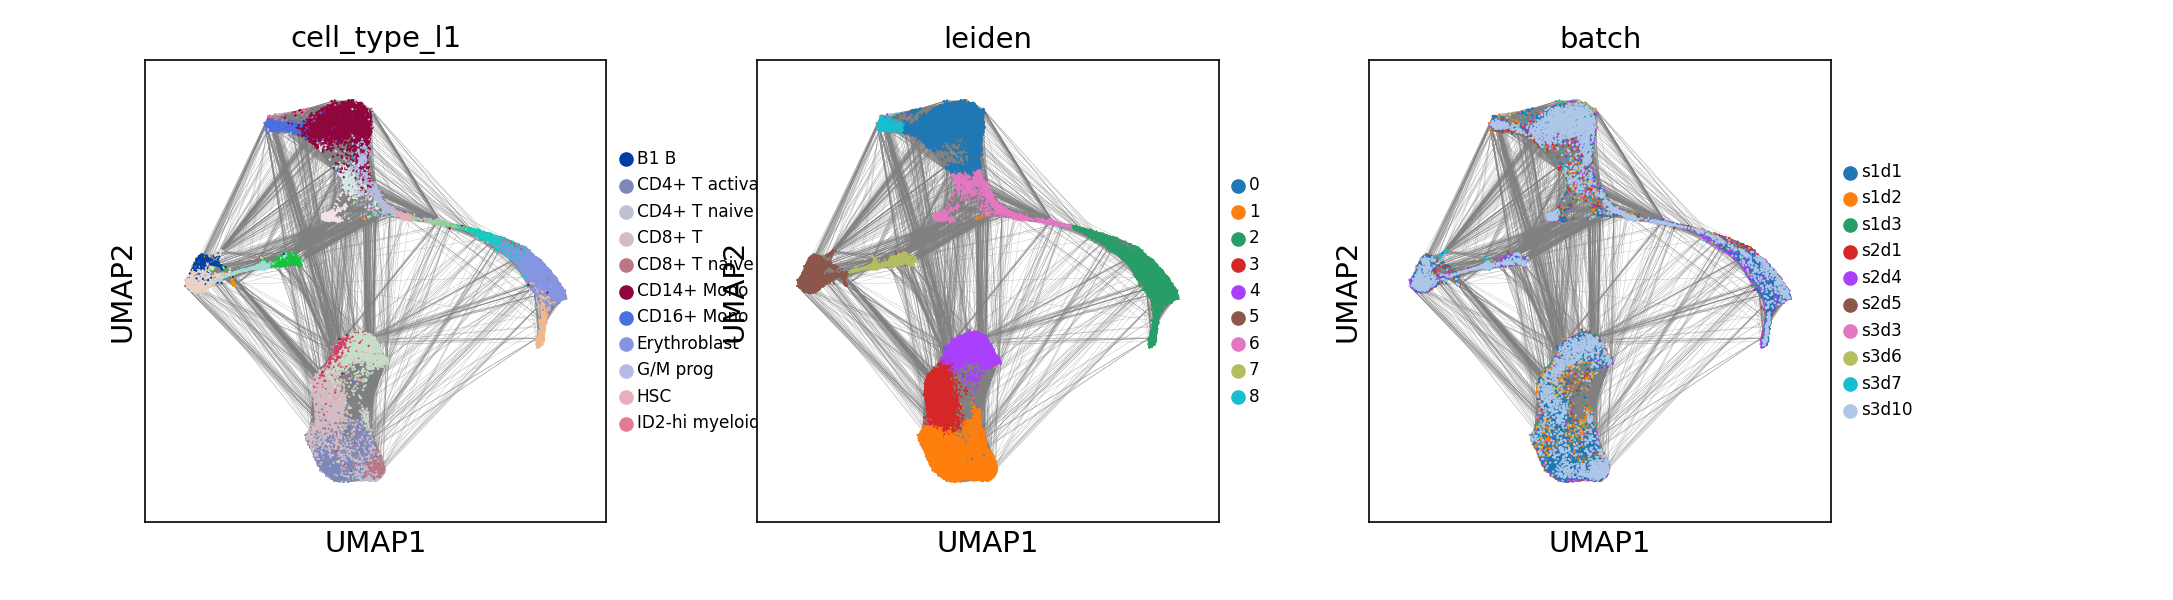 cell_type_l1
UMAP2
UMAP1
B1 B
CD4+ T activa
CD4+ T naive
CD8+ T
CD8+ T naive
CD14+ Mono
CD16+ Mono
Erythroblast
G/M prog
HSC
ID2-hi myeloid
leiden
UMAP2
UMAP1
0
1
2
3
4
5
6
7
8
batch
UMAP2
UMAP1
s1d1
s1d2
s1d3
s2d1
s2d4
s2d5
s3d3
s3d6
s3d7
s3d10